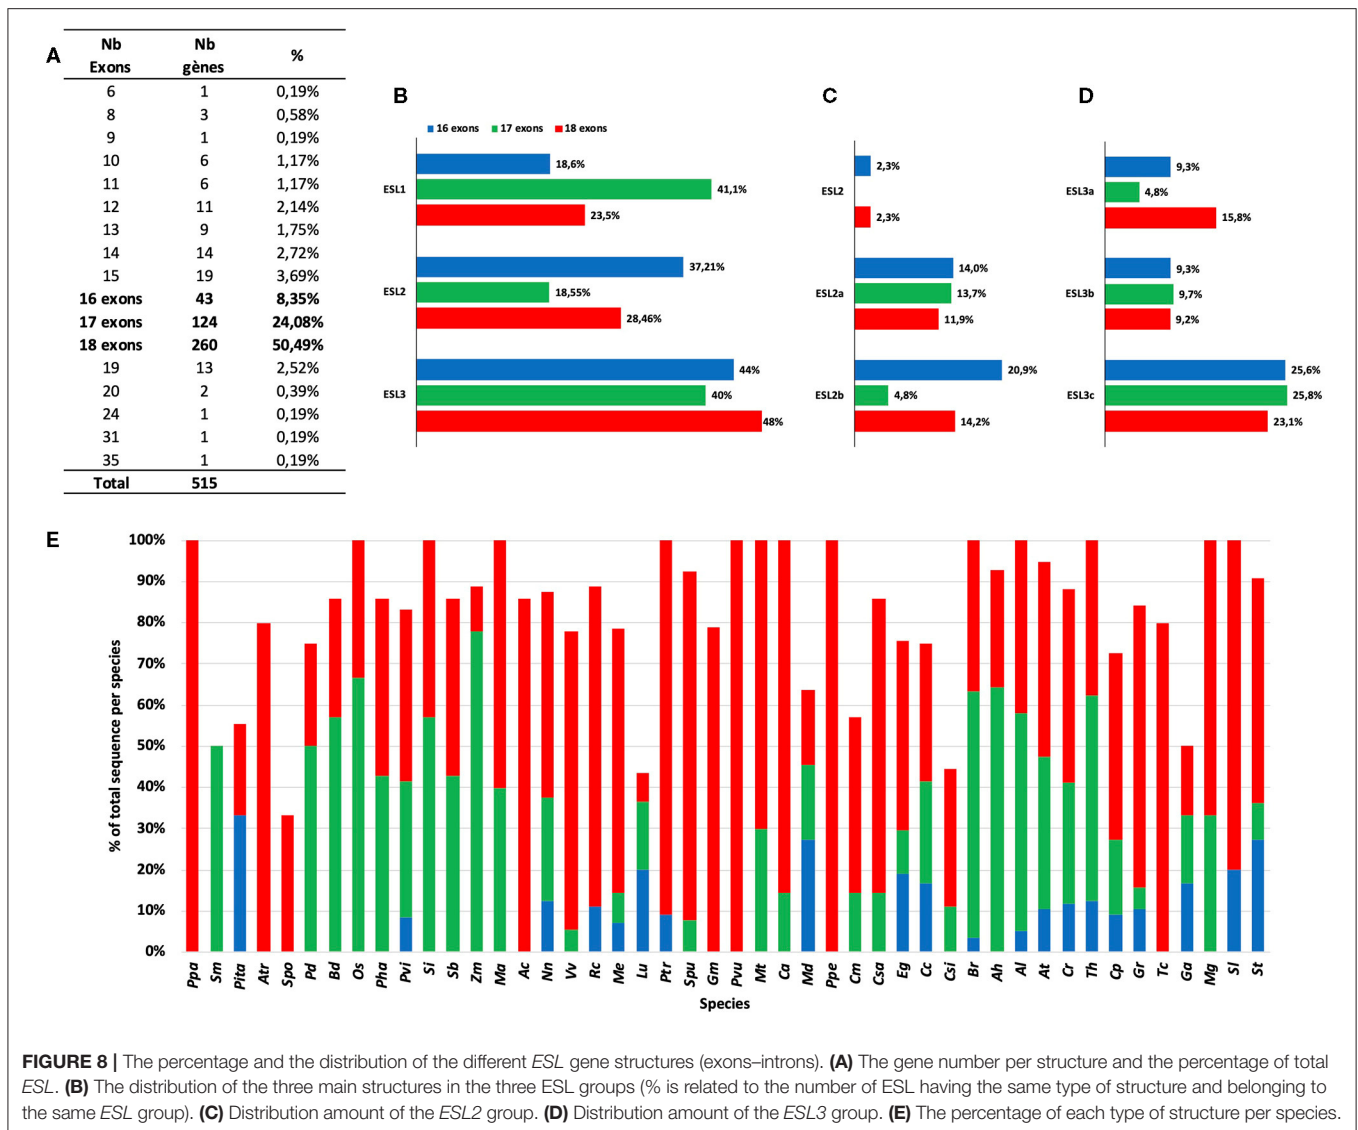 A
Nb Nb %
Exons gènes
6 1 0,19%
8 3 0,58%
9 1 0,19%
10 6 1,17%
11 6 1,17%
12 11 2,14%
13 9 1,75%
14 14 2,72%
15 19 3,69%
16 exons 43 8,35%
17 exons 124 24,08%
18 exons 260 50,49%
19 13 2,52%
20 2 0,39%
24 1 0,19%
31 1 0,19%
35 1 0,19%
Total 515
B
16 exons 17 exons 18 exons
18,6%
ESL1 41,1%
23,5%
37,21%
ESL2 18,55%
28,46%
44%
ESL3 40%
48%
C
2,3%
ESL2
2,3%
14,0%
ESL2a 13,7%
11,9%
20,9%
ESL2b 4,8%
14,2%
D
9,3%
ESL3a 4,8%
15,8%
9,3%
ESL3b 9,7%
9,2%
25,6%
ESL3c 25,8%
23,1%
E
% of total sequence per species
100%
90%
80%
70%
60%
50%
40%
30%
20%
10%
0%
Ppa Sm Pita Atr Spo Pd Bd Os Pha Pvi Si Sb Zm Ma Ac Nn Vv Rc Me Lu Ptr Spu Gm Pvu Mt Ca Md Ppe Cm Csa Eg Cc Csi Br Ah Al At Cr Th Cp Gr Tc Ga Mg Sl St
Species
FIGURE 8 | The percentage and the distribution of the different ESL gene structures (exons–introns). (A) The gene number per structure and the percentage of total
ESL. (B) The distribution of the three main structures in the three ESL groups (% is related to the number of ESL having the same type of structure and belonging to
the same ESL group). (C) Distribution amount of the ESL2 group. (D) Distribution amount of the ESL3 group. (E) The percentage of each type of structure per species.